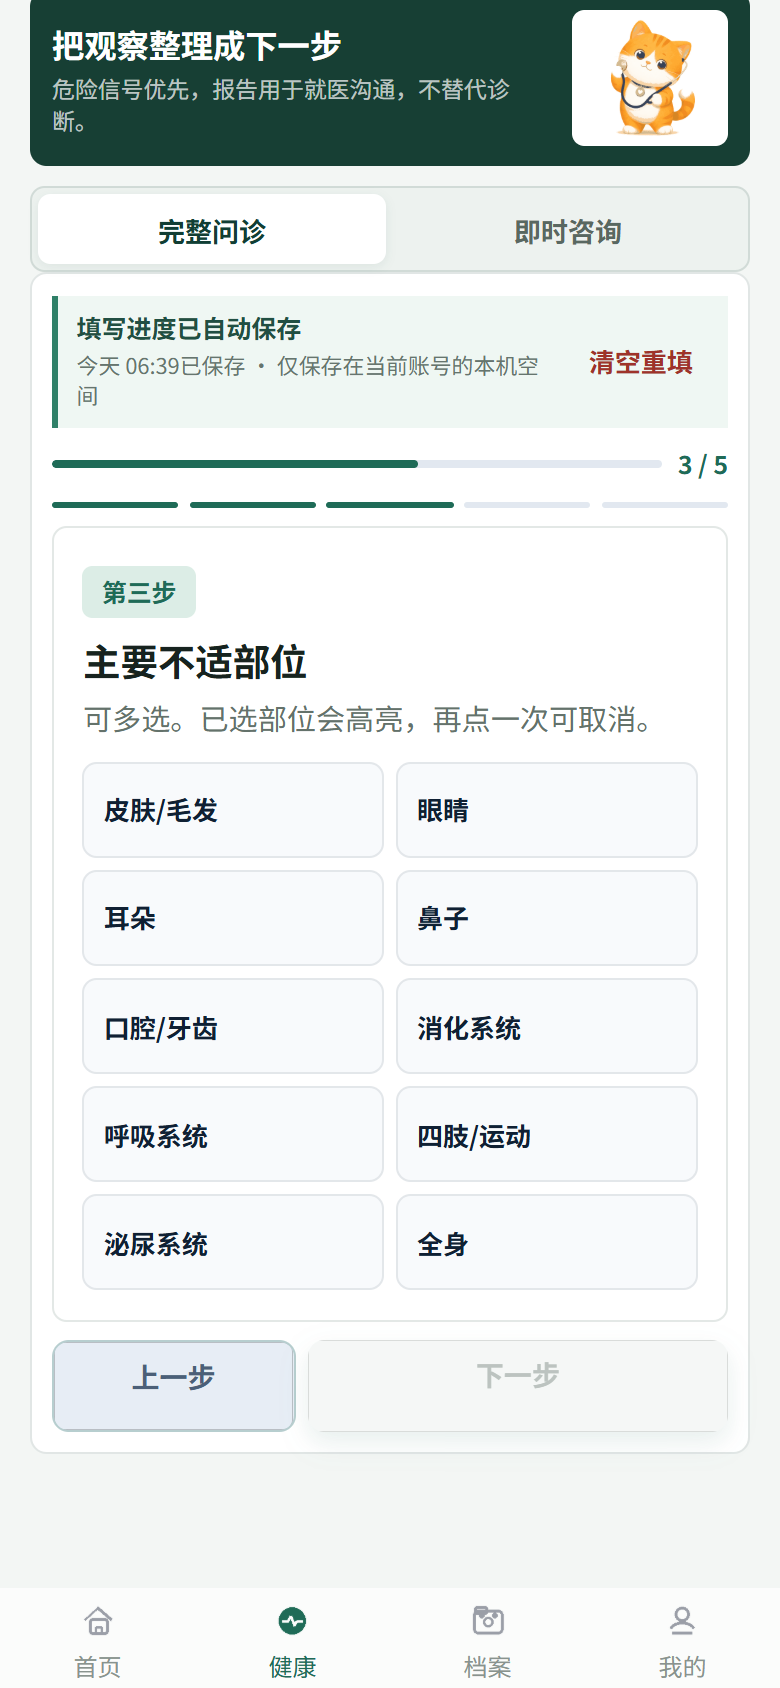 把观察整理成下一步
危险信号优先，报告用于就医沟通，不替代诊
断。
完整问诊
即时咨询
填写进度已自动保存
今天 06:39已保存 · 仅保存在当前账号的本机空
间
清空重填
3 / 5
第三步
主要不适部位
可多选。已选部位会高亮，再点一次可取消。
皮肤/毛发
眼睛
耳朵
鼻子
口腔/牙齿
消化系统
呼吸系统
四肢/运动
泌尿系统
全身
上一步
下一步
首页
健康
档案
我的